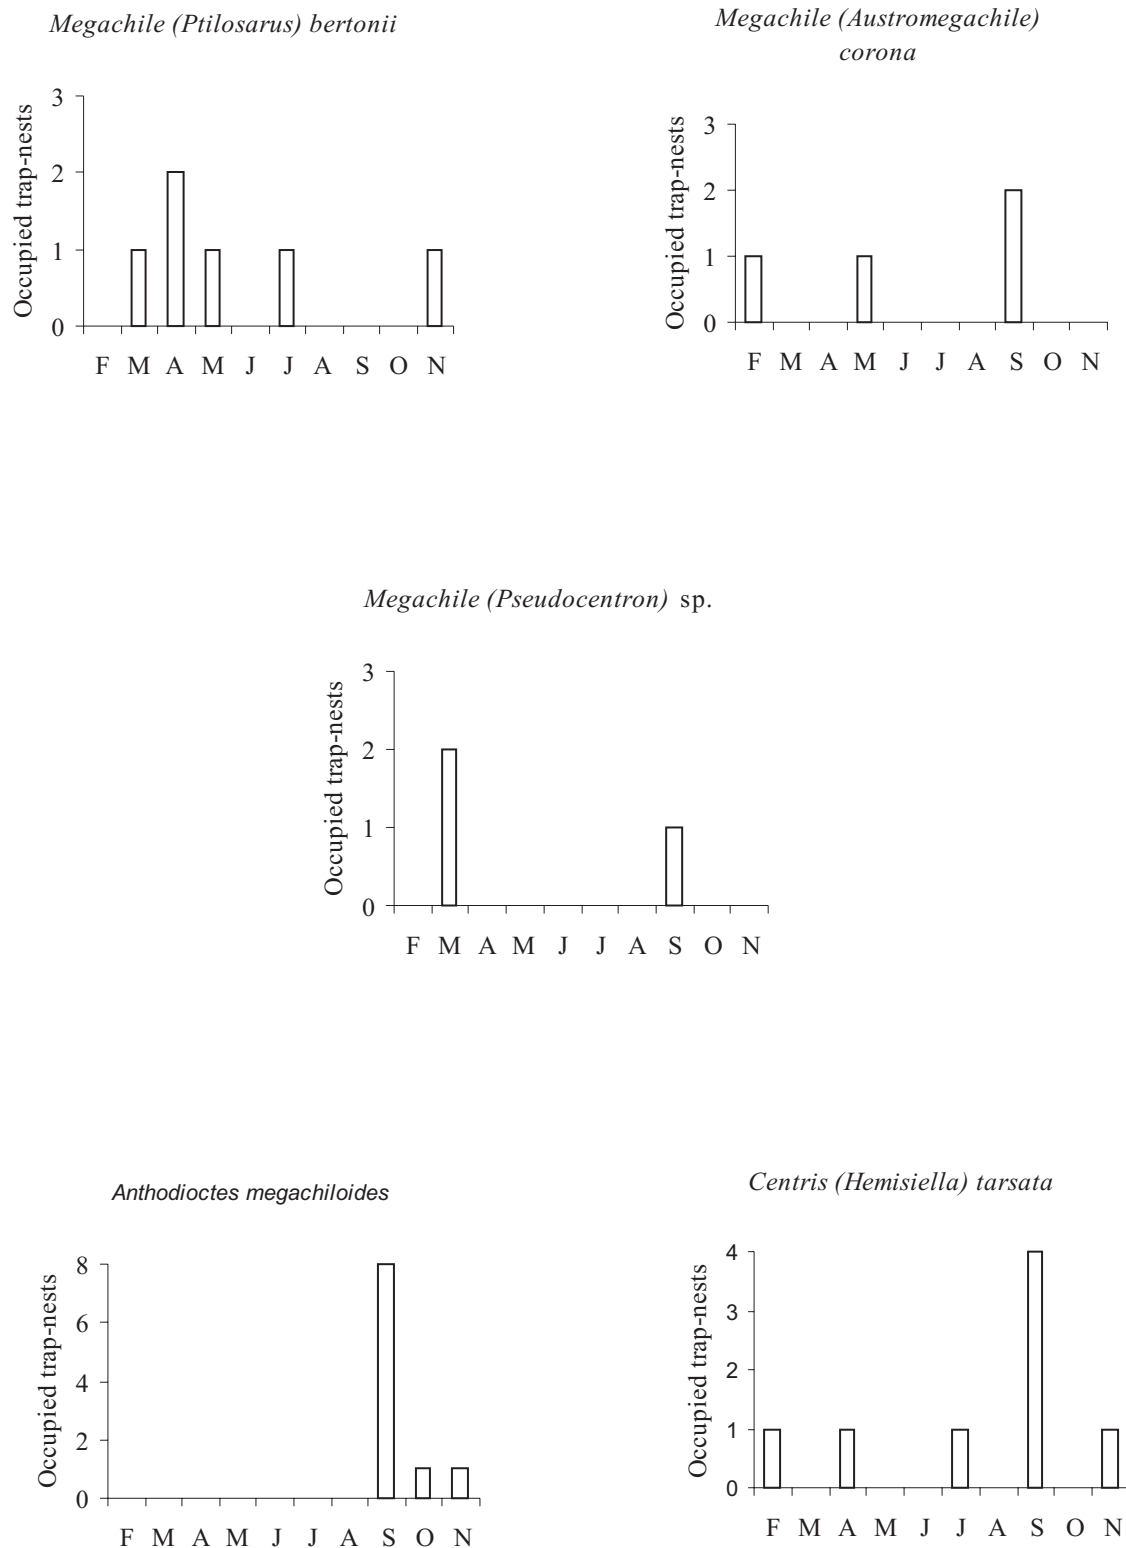 Megachile (Ptilosarus) bertonii
Occupied trap-nests
3
2
1
0
F M A M J J A S O N
Megachile (Austromegachile)
corona
Occupied trap-nests
3
2
1
0
F M A M J J A S O N
Megachile (Pseudocentron) sp.
Occupied trap-nests
3
2
1
0
F M A M J J A S O N
Anthodioctes megachiloides
Occupied trap-nests
8
6
4
2
0
F M A M J J A S O N
Centris (Hemisiella) tarsata
Occupied trap-nests
4
3
2
1
0
F M A M J J A S O N